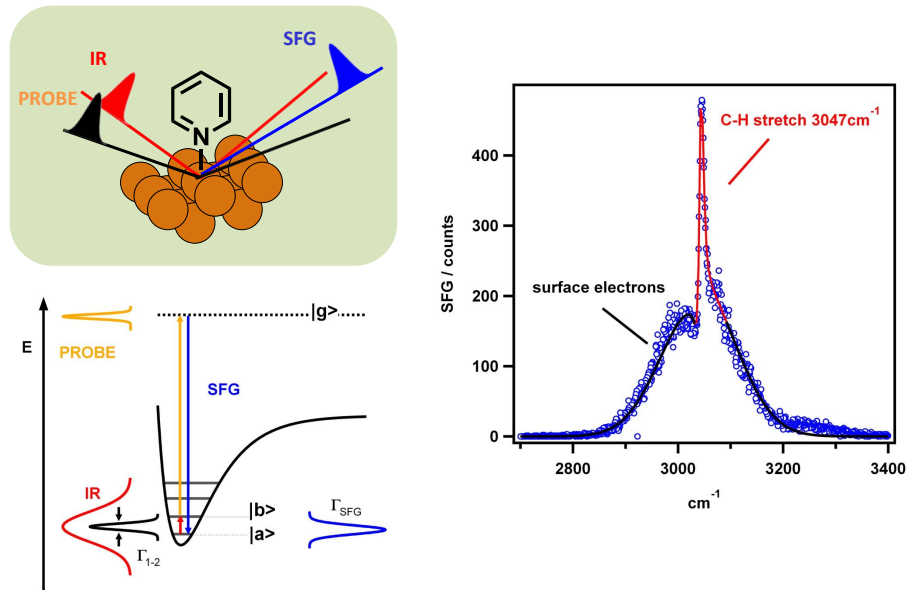 SFG
IR
PROBE
N
E
|g>
PROBE
SFG
IR
|b>
|a>
Γ1-2
ΓSFG
SFG / counts
400
300
200
100
0
C-H stretch 3047cm-1
surface electrons
2800
3000
3200
3400
cm-1